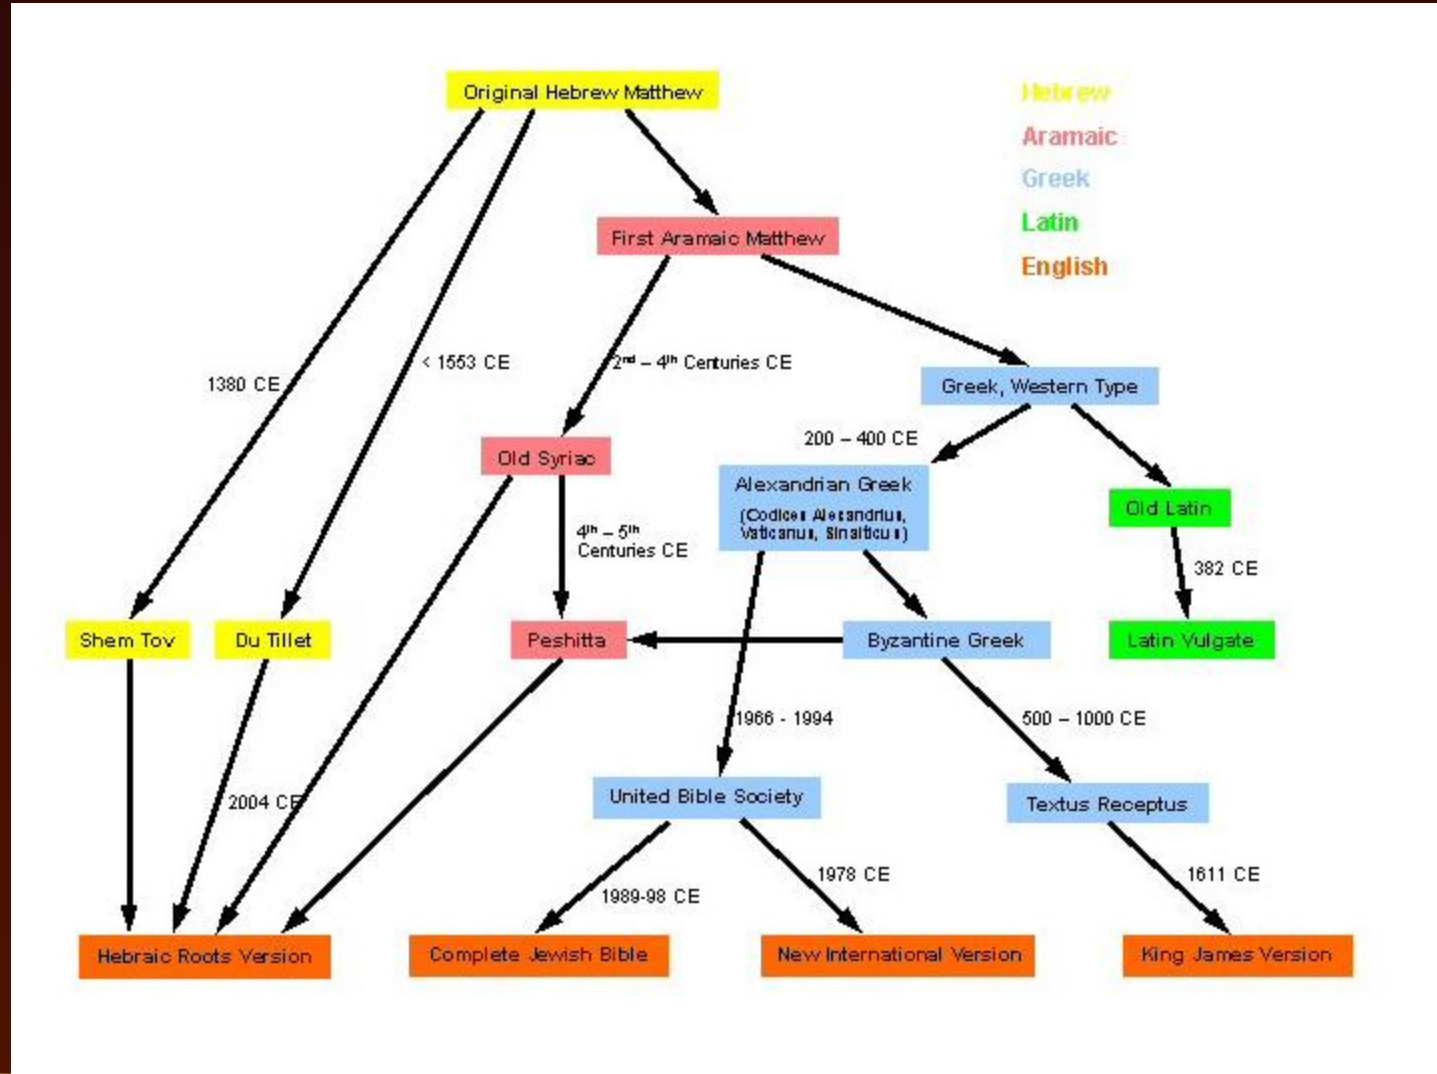 Original Hebrew Matthew
Hebrew
Aramaic
Greek
Latin
English
First Aramaic Matthew
1380 CE
< 1553 CE
2nd – 4th Centuries CE
Greek, Western Type
200 – 400 CE
Old Syriac
Alexandrian Greek
(Codices Alexandrius,
Vaticanus, Sinaiticus)
Old Latin
4th – 5th
Centuries CE
382 CE
Shem Tov
Du Tillet
Peshitta
Byzantine Greek
Latin Vulgate
1966 - 1994
500 – 1000 CE
2004 CE
United Bible Society
Textus Receptus
1989-98 CE
1978 CE
1611 CE
Hebraic Roots Version
Complete Jewish Bible
New International Version
King James Version